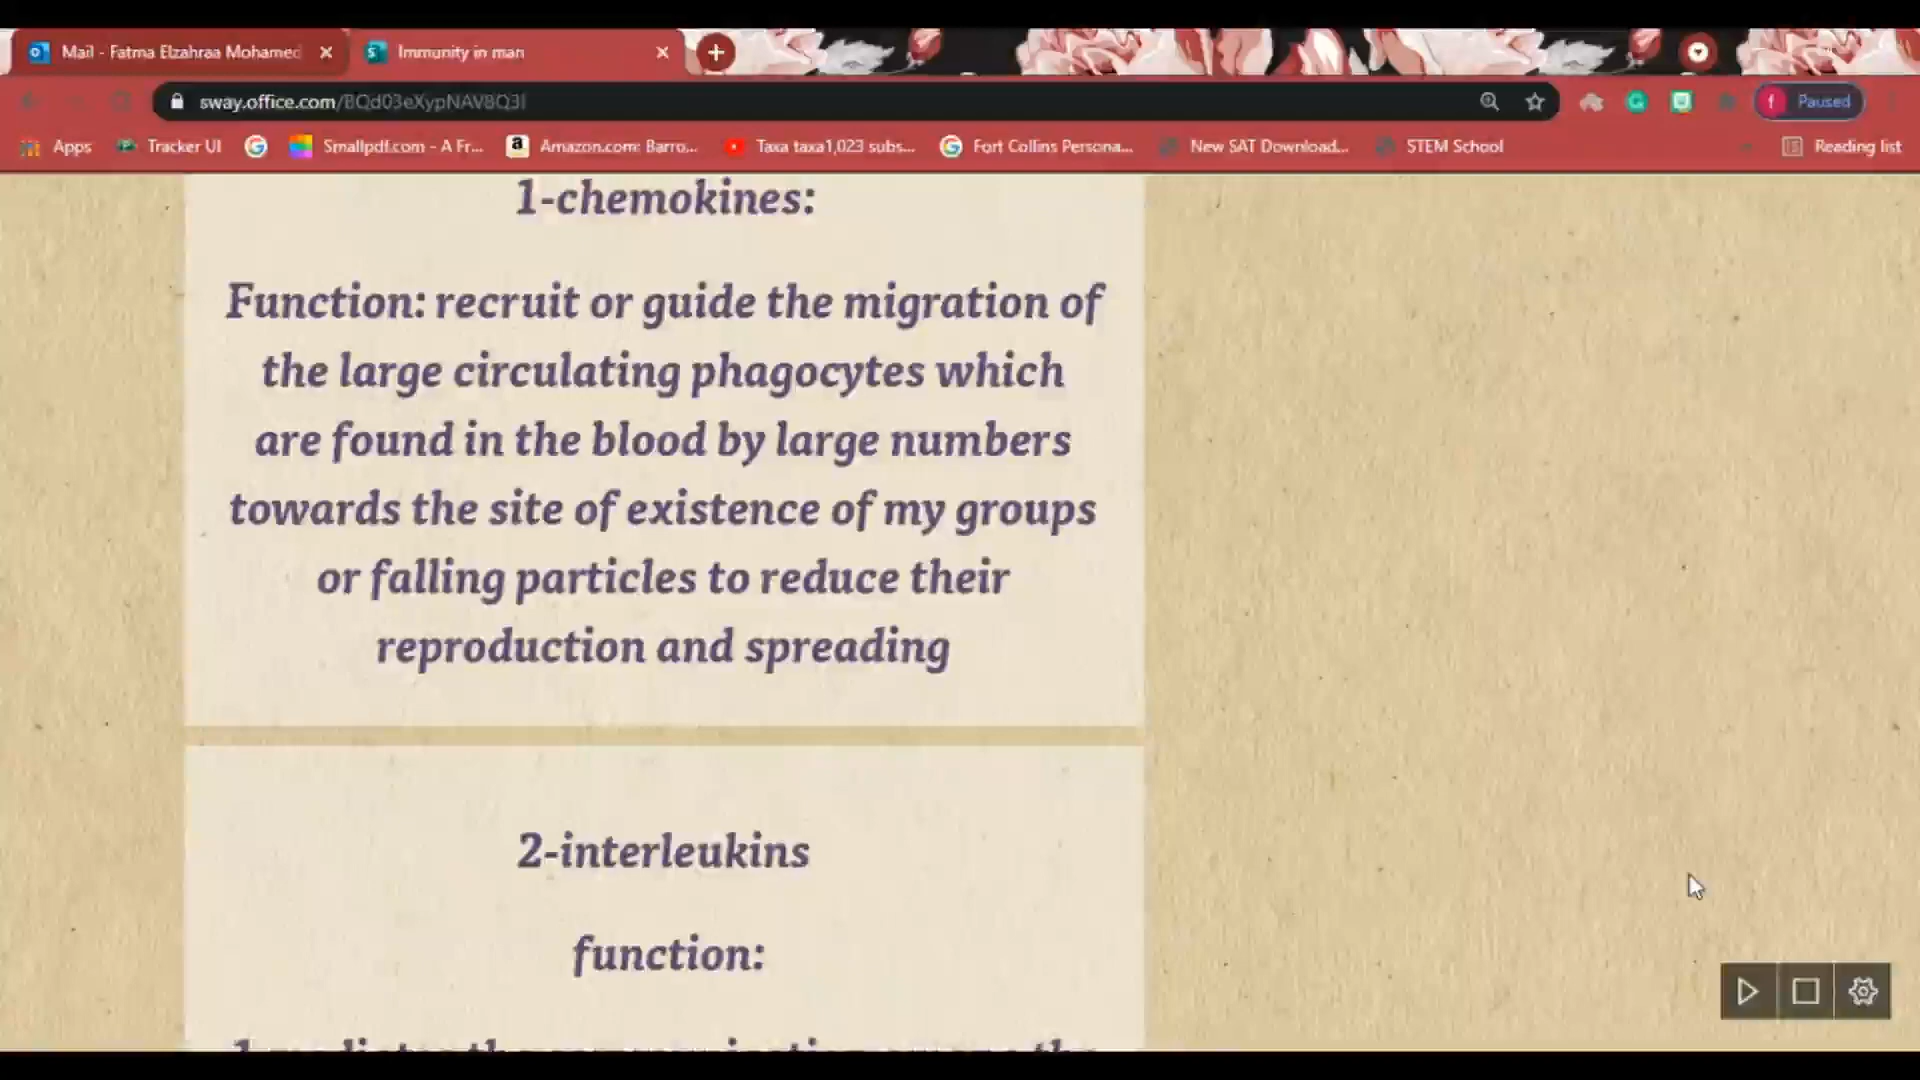 Mail - Fatma Elzahraa Mohamed
Immunity in man
sway.office.com/8Qd03eXypNAV8Q3l
f Paused
Apps
Tracker UI
Smallpdf.com - A Fr...
Amazon.com: Barro...
Taxa taxa1,023 subs...
Fort Collins Persona...
New SAT Download...
STEM School
Reading list
1-chemokines:
Function: recruit or guide the migration of
the large circulating phagocytes which
are found in the blood by large numbers
towards the site of existence of my groups
or falling particles to reduce their
reproduction and spreading
2-interleukins
function: